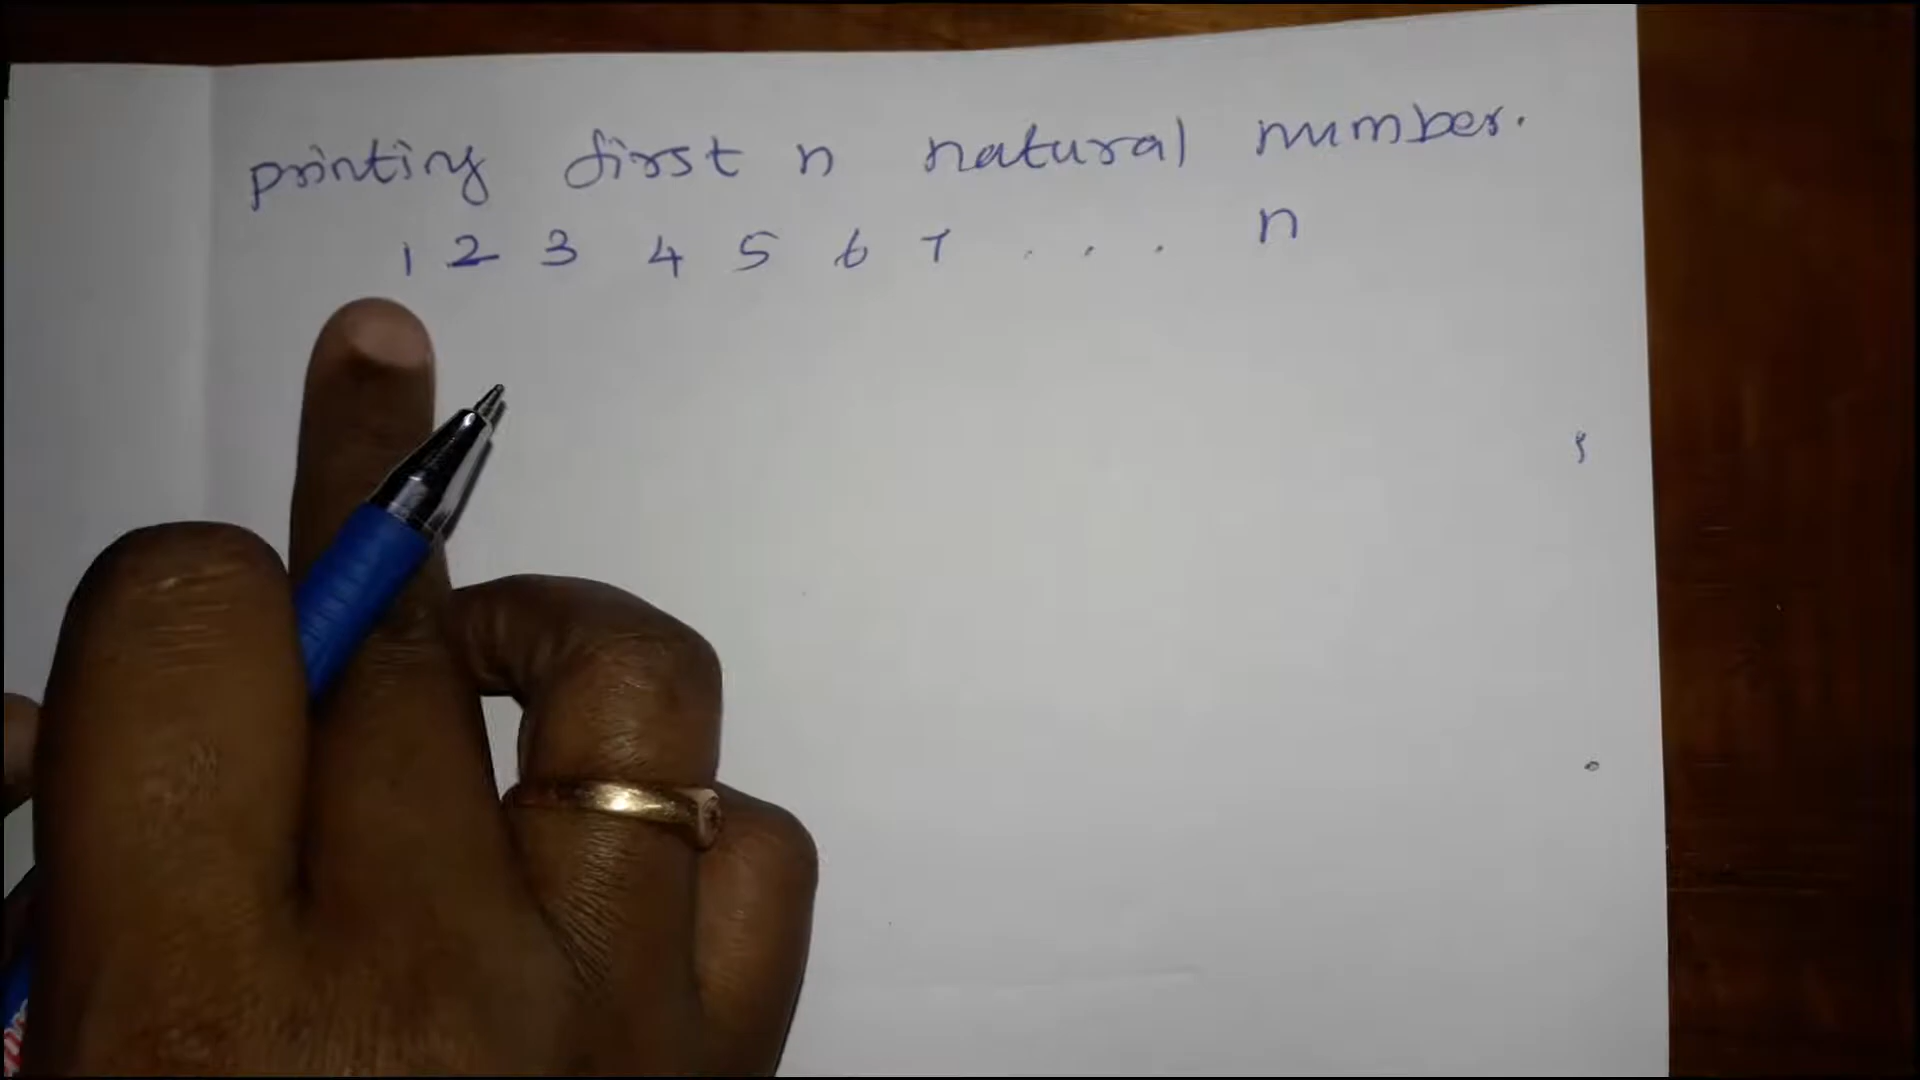 printing first n natural number.
1 2 3 4 5 6 7 . . . n